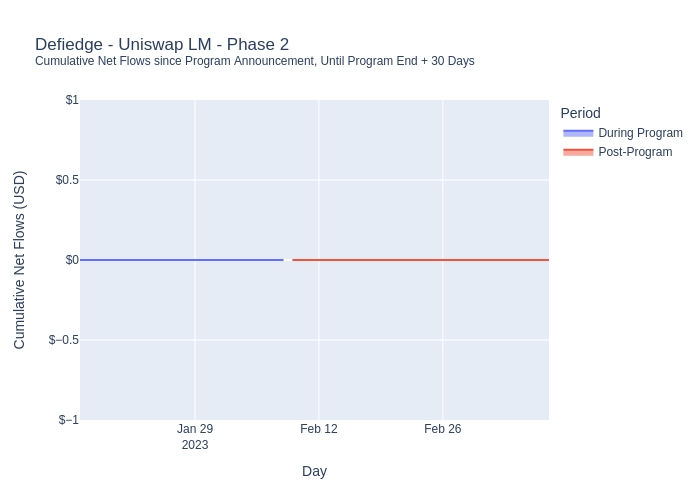 Defiedge - Uniswap LM - Phase 2
Cumulative Net Flows since Program Announcement, Until Program End + 30 Days
Period
During Program
Post-Program
Cumulative Net Flows (USD)
$1
$0.5
$0
$−0.5
$−1
Jan 29
2023
Feb 12
Feb 26
Day